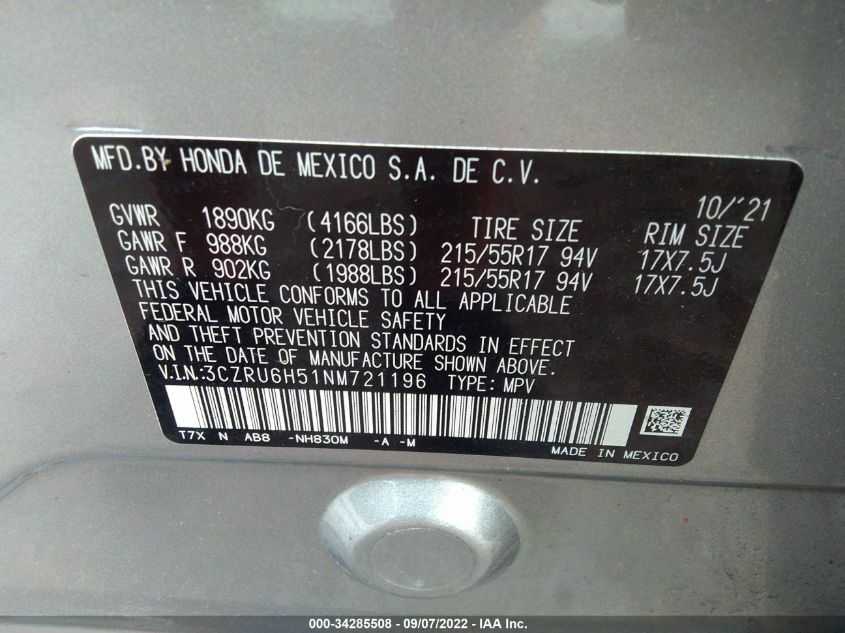 MFD.BY HONDA DE MEXICO S.A. DE C.V.
10/'21
GVWR 1890KG (4166LBS) TIRE SIZE RIM SIZE
GAWR F 988KG (2178LBS) 215/55R17 94V 17X7.5J
GAWR R 902KG (1988LBS) 215/55R17 94V 17X7.5J
THIS VEHICLE CONFORMS TO ALL APPLICABLE
FEDERAL MOTOR VEHICLE SAFETY
AND THEFT PREVENTION STANDARDS IN EFFECT
ON THE DATE OF MANUFACTURE SHOWN ABOVE.
V.I.N:3CZRU6H51NM721196 TYPE: MPV
T7X N AB8 -NH830M -A -M
MADE IN MEXICO
000-34285508 - 09/07/2022 - IAA Inc.